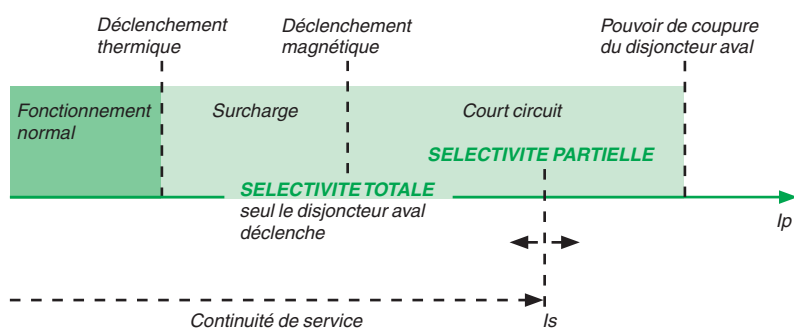 Déclenchement
thermique
Déclenchement
magnétique
Pouvoir de coupure
du disjoncteur aval
Fonctionnement
normal
Surcharge
Court circuit
SELECTIVITE PARTIELLE
SELECTIVITE TOTALE
seul le disjoncteur aval
déclenche
Ip
Continuité de service
Is